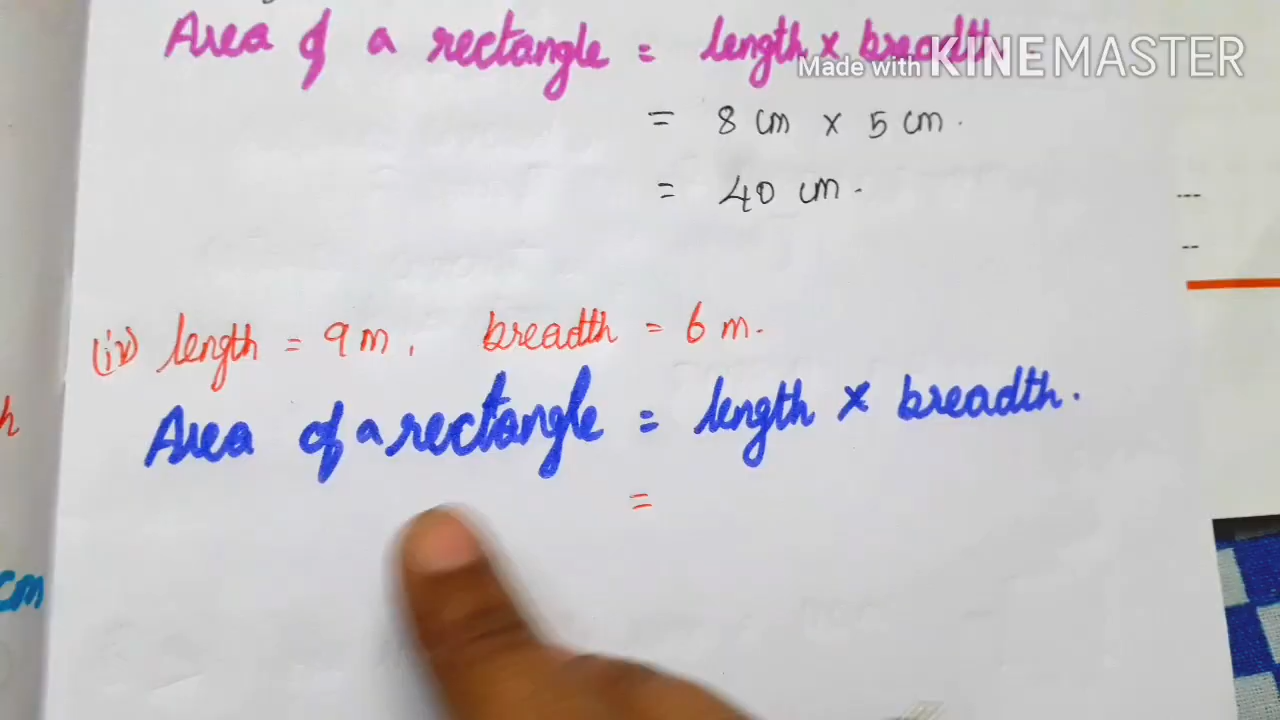 Area of a rectangle = length x breadth
Made with KINEMASTER
= 8 cm x 5 cm.
= 40 cm.
(iv) length = 9 m, breadth = 6 m.
Area of a rectangle = length x breadth.
=
h
cm